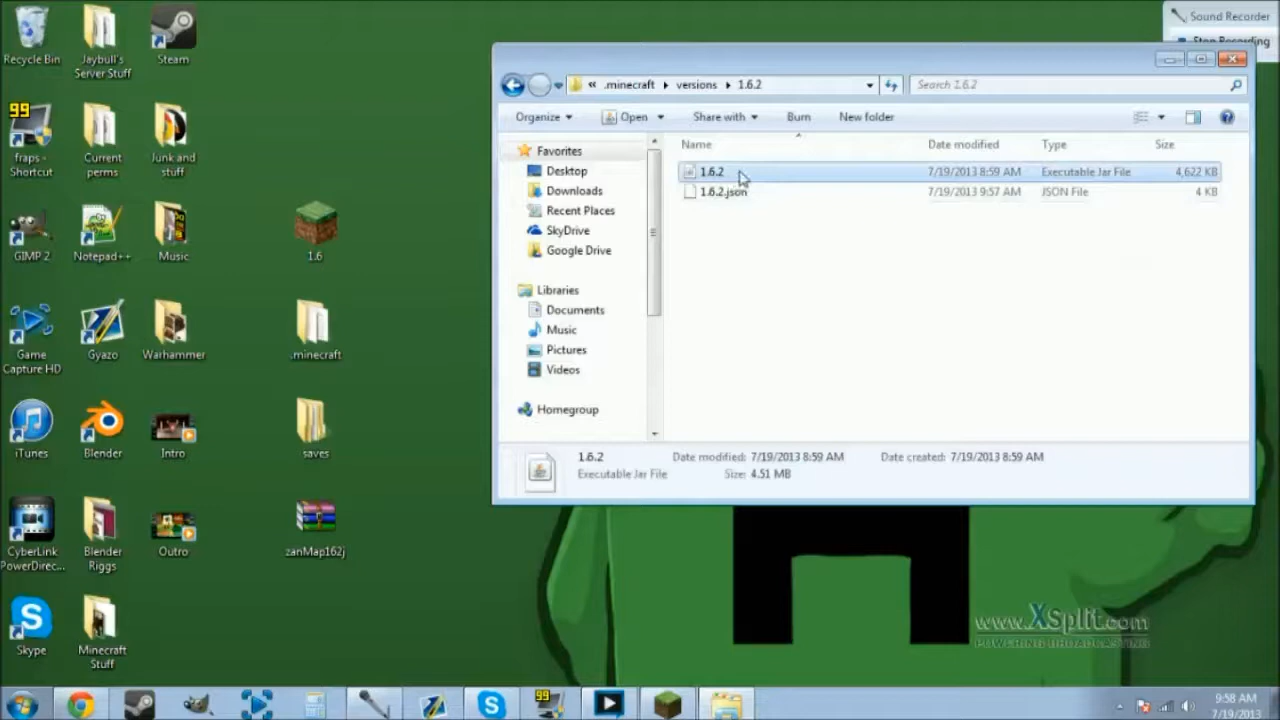 Recycle Bin
Jaybull's
Server Stuff
Steam
99
fraps -
Shortcut
Current
perms
Junk and
stuff
GIMP 2
Notepad++
Music
1.6
Game
Capture HD
Gyazo
Warhammer
.minecraft
iTunes
Blender
Intro
saves
CyberLink
PowerDirec...
Blender
Riggs
Outro
zanMap162j
Skype
Minecraft
Stuff
Sound Recorder
Stop Recording
« .minecraft ▸ versions ▸ 1.6.2
Search 1.6.2
Organize Open Share with Burn New folder
Name Date modified Type Size
1.6.2 7/19/2013 8:59 AM Executable Jar File 4,622 KB
1.6.2.json 7/19/2013 9:57 AM JSON File 4 KB
Favorites
Desktop
Downloads
Recent Places
SkyDrive
Google Drive
Libraries
Documents
Music
Pictures
Videos
Homegroup
1.6.2 Date modified: 7/19/2013 8:59 AM Date created: 7/19/2013 8:59 AM
Executable Jar File Size: 4.51 MB
www.XSplit.com
POWERING BROADCASTING
99
9:58 AM
7/19/2013